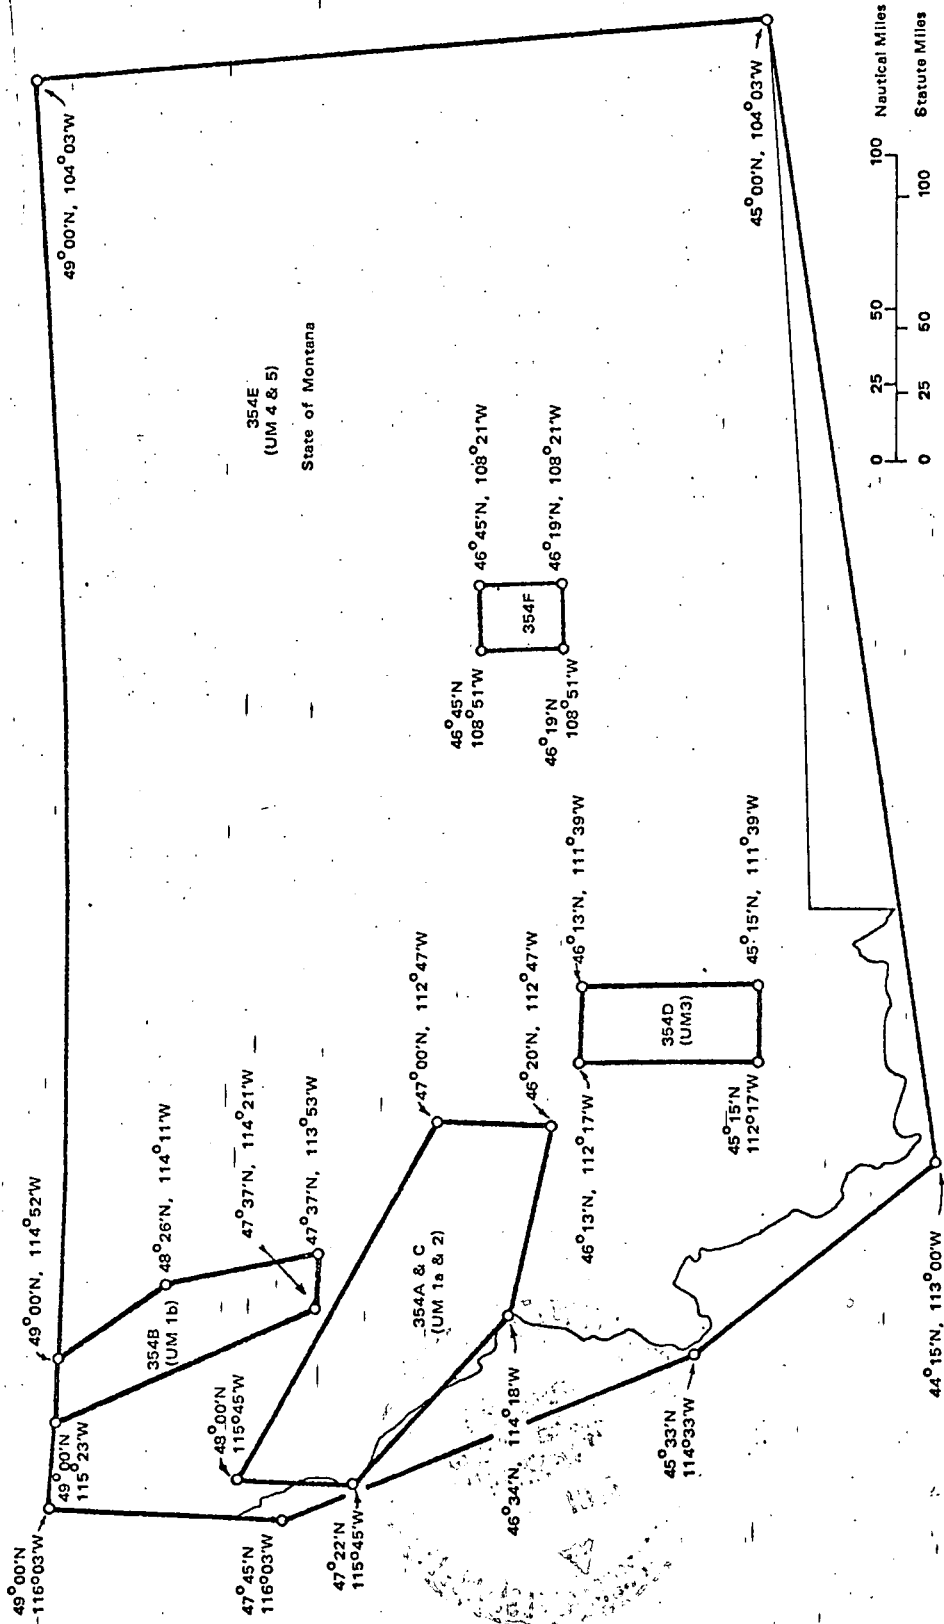 49°00'N
116°03'W
49°00'N
115°23'W
49°00'N, 114°52'W
48°26'N, 114°11'W
354B
(UM 1b)
47°37'N, 114°21'W
47°37'N, 113°53'W
48°00'N
115°45'W
47°45'N
116°03'W
47°22'N
115°45'W
354A & C
(UM 1a & 2)
47°00'N, 112°47'W
46°20'N, 112°47'W
46°34'N, 114°18'W
45°33'N
114°33'W
44°15'N, 113°00'W
46°13'N, 112°17'W
46°13'N, 111°39'W
354D
(UM3)
45°15'N
112°17'W
45°15'N, 111°39'W
46°45'N
108°51'W
46°45'N, 108°21'W
354F
46°19'N
108°51'W
46°19'N, 108°21'W
354E
(UM 4 & 5)
State of Montana
49°00'N, 104°03'W
45°00'N, 104°03'W
0 25 50 100 Nautical Miles
0 25 50 100 Statute Miles